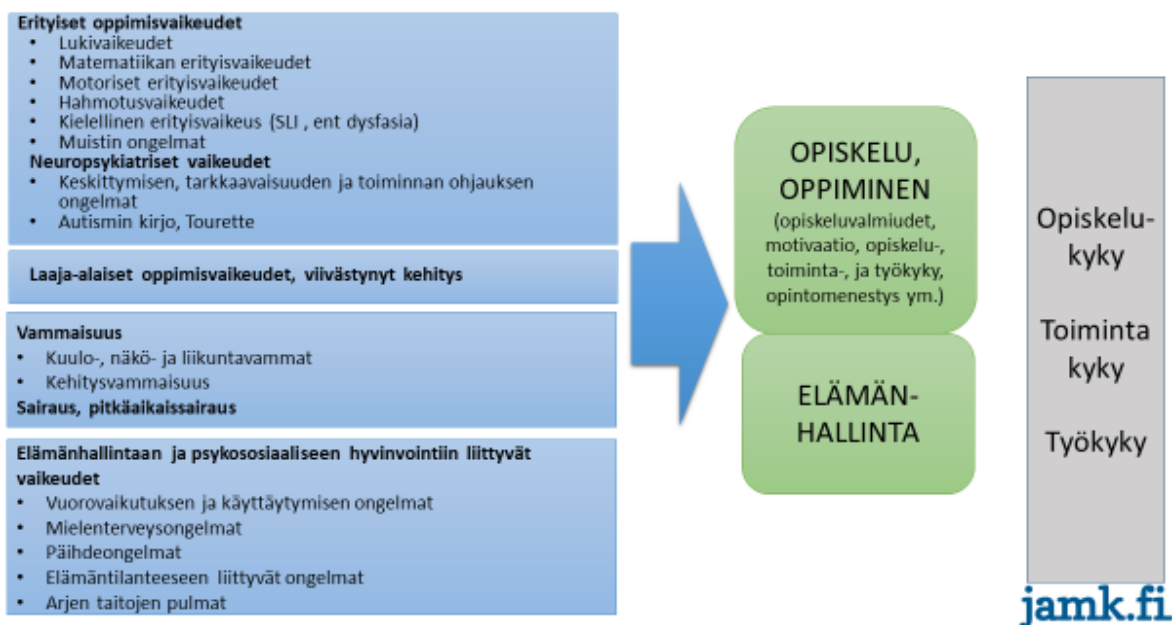 Erityiset oppimisvaikeudet
• Lukivaikeudet
• Matematiikan erityisvaikeudet
• Motoriset erityisvaikeudet
• Hahmotusvaikeudet
• Kielellinen erityisvaikeus (SLI , ent dysfasia)
• Muistin ongelmat
Neuropsykiatriset vaikeudet
• Keskittymisen, tarkkaavaisuuden ja toiminnan ohjauksen
ongelmat
• Autismin kirjo, Tourette
Laaja-alaiset oppimisvaikeudet, viivästynyt kehitys
Vammaisuus
• Kuulo-, näkö- ja liikuntavammat
• Kehitysvammaisuus
Sairaus, pitkäaikaissairaus
Elämänhallintaan ja psykososiaaliseen hyvinvointiin liittyvät
vaikeudet
• Vuorovaikutuksen ja käyttäytymisen ongelmat
• Mielenterveysongelmat
• Päihdeongelmat
• Elämäntilanteeseen liittyvät ongelmat
• Arjen taitojen pulmat
OPISKELU,
OPPIMINEN
(opiskeluvalmiudet,
motivaatio, opiskelu-,
toiminta-, ja työkyky,
opintomenestys ym.)
ELÄMÄN-
HALLINTA
Opiskelu-
kyky
Toiminta
kyky
Työkyky
jamk.fi